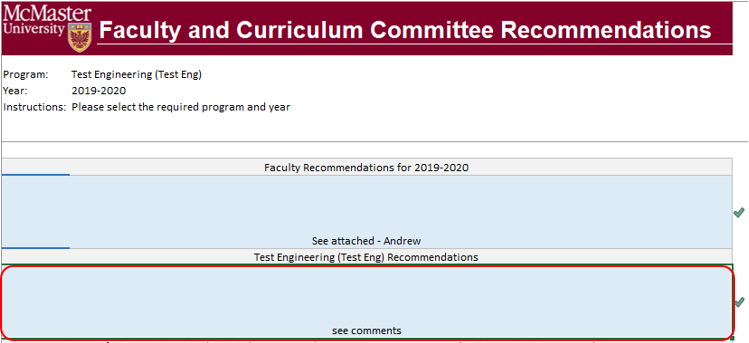 McMaster
University
Faculty and Curriculum Committee Recommendations
Program: Test Engineering (Test Eng)
Year: 2019-2020
Instructions: Please select the required program and year
Faculty Recommendations for 2019-2020
See attached - Andrew
Test Engineering (Test Eng) Recommendations
see comments